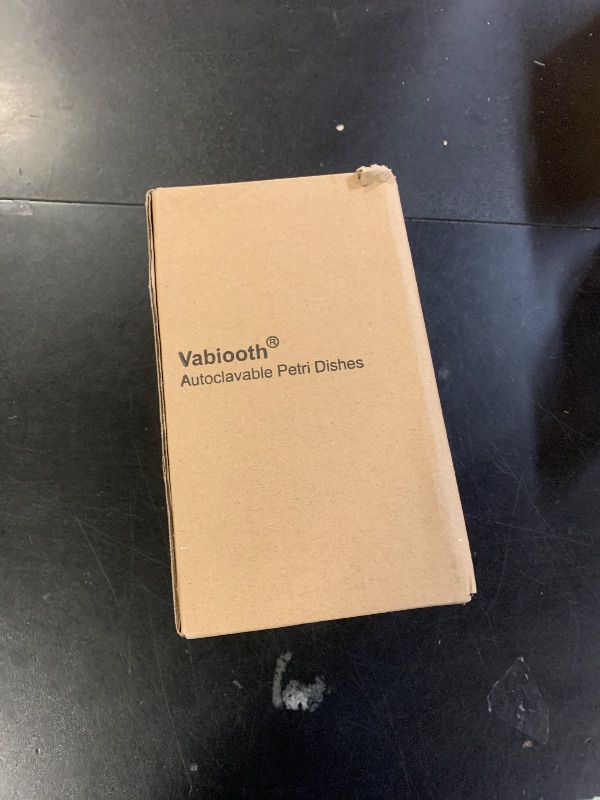 Vabiooth®
Autoclavable Petri Dishes